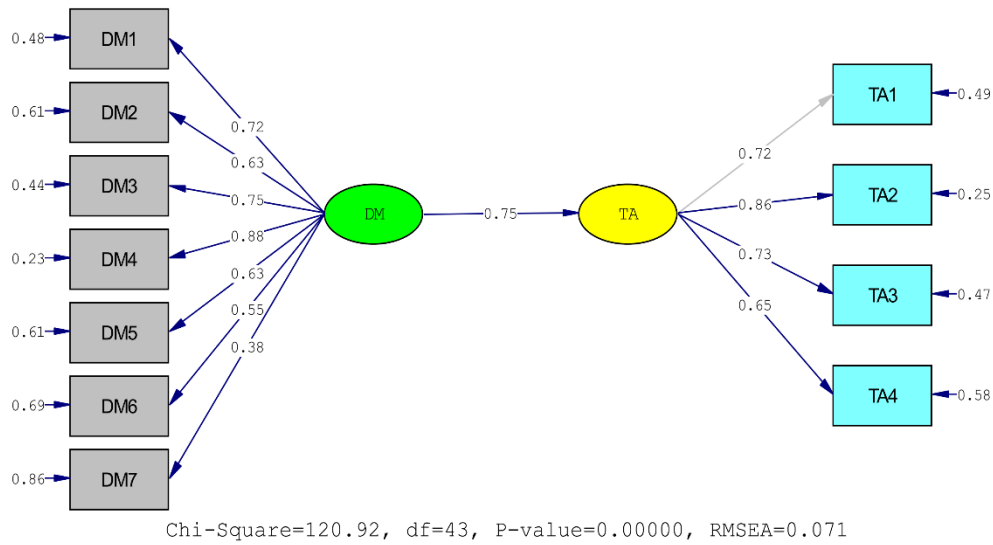 0.48 DM1
0.61 DM2
0.44 DM3
0.23 DM4
0.61 DM5
0.69 DM6
0.86 DM7
0.72
0.63
0.75
0.88
0.63
0.55
0.38
DM
0.75
TA
0.72
0.86
0.73
0.65
TA1 0.49
TA2 0.25
TA3 0.47
TA4 0.58
Chi-Square=120.92, df=43, P-value=0.00000, RMSEA=0.071